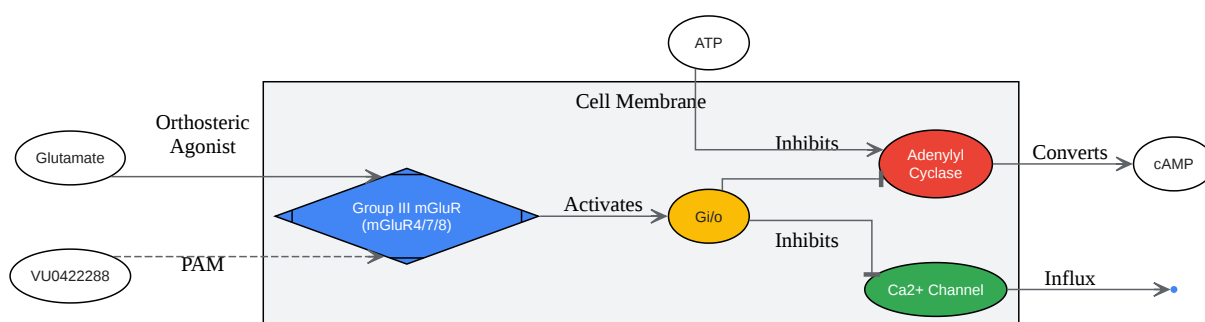 ATP
Cell Membrane
Orthosteric
Agonist
Glutamate
Inhibits
Adenylyl
Cyclase
Converts
cAMP
Group III mGluR
(mGluR4/7/8)
Activates
Gi/o
Inhibits
PAM
VU0422288
Ca2+ Channel
Influx